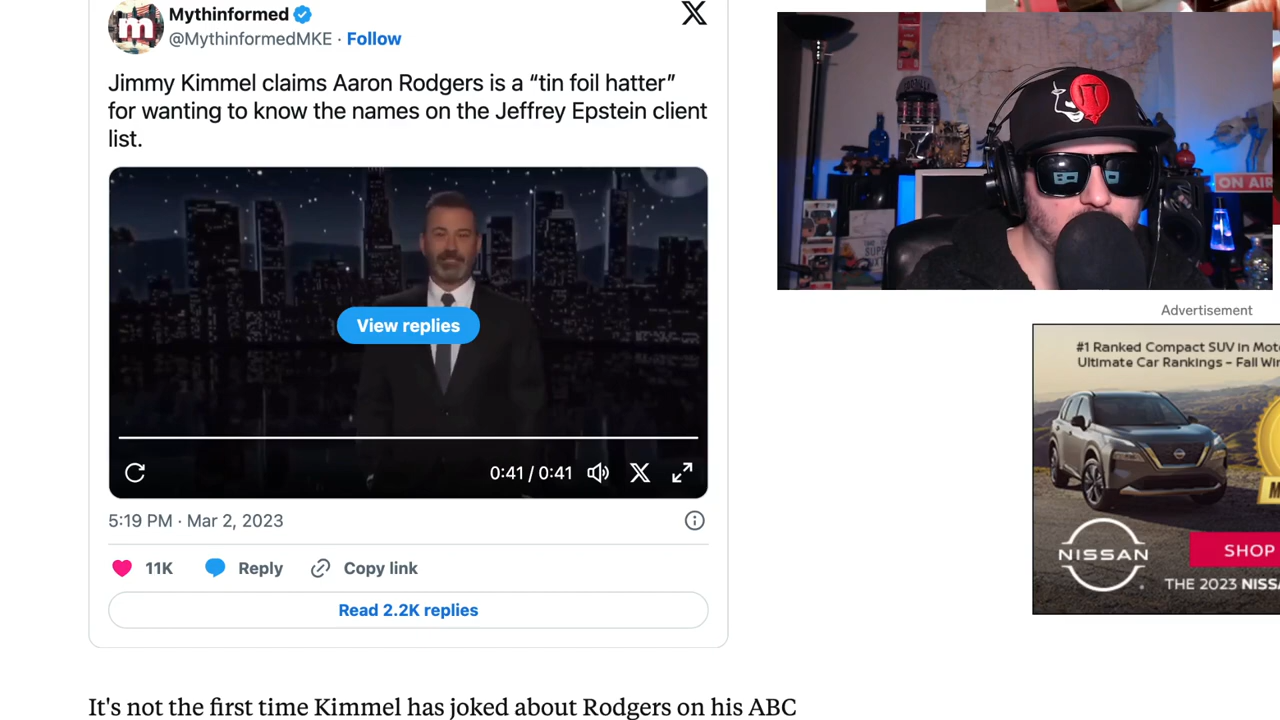 Mythinformed
@MythinformedMKE · Follow
Jimmy Kimmel claims Aaron Rodgers is a “tin foil hatter”
for wanting to know the names on the Jeffrey Epstein client
list.
View replies
0:41 / 0:41
5:19 PM · Mar 2, 2023
11K Reply Copy link
Read 2.2K replies
It's not the first time Kimmel has joked about Rodgers on his ABC
ON AIR
Advertisement
#1 Ranked Compact SUV in Mot
Ultimate Car Rankings – Fall Wi
NISSAN
SHOP
THE 2023 NISSA